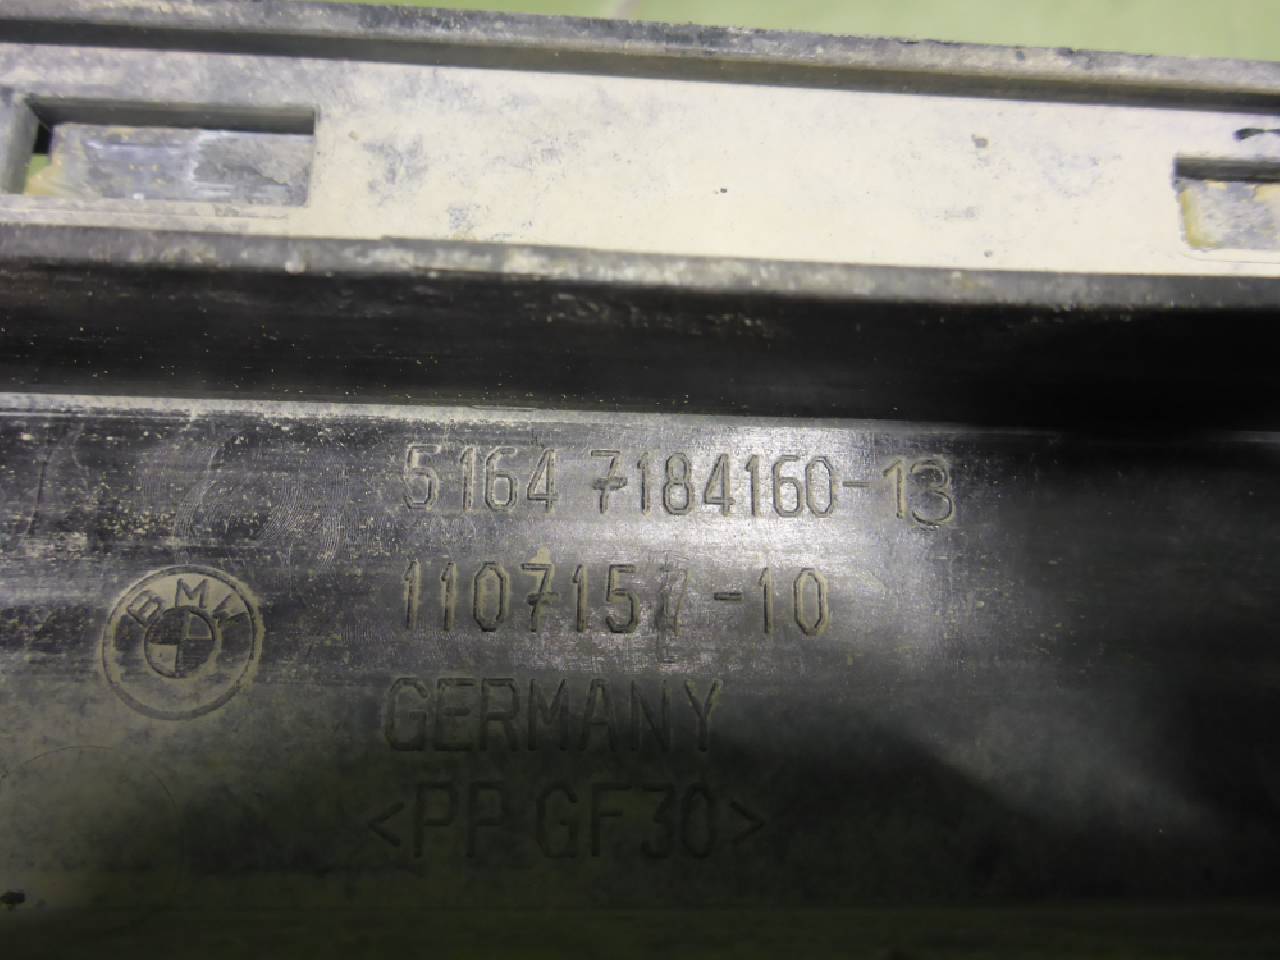 5164 7184160-13
1107157-10
BMW
GERMANY
<PP GF30>